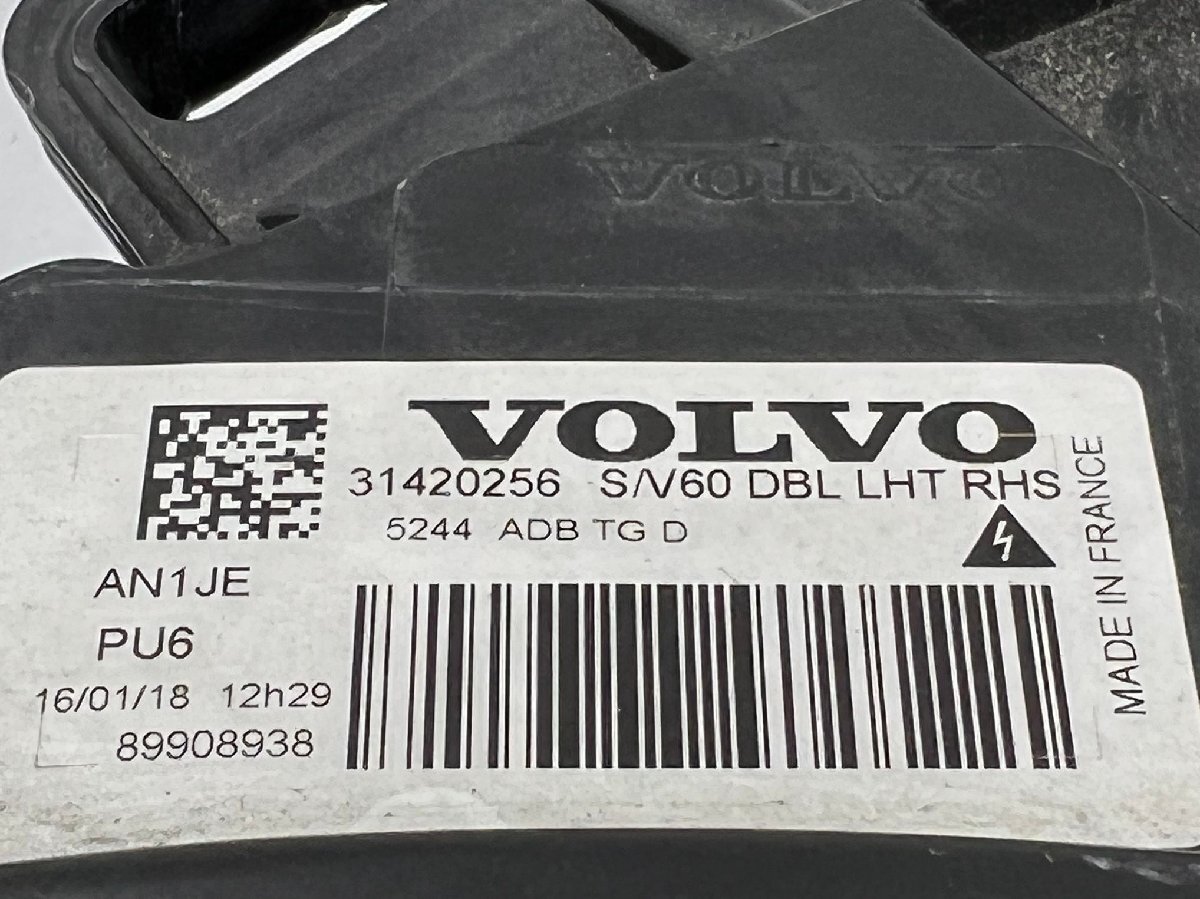 VOLVO
VOLVO
31420256 S/V60 DBL LHT RHS
5244 ADB TG D
MADE IN FRANCE
AN1JE
PU6
16/01/18 12h29
89908938